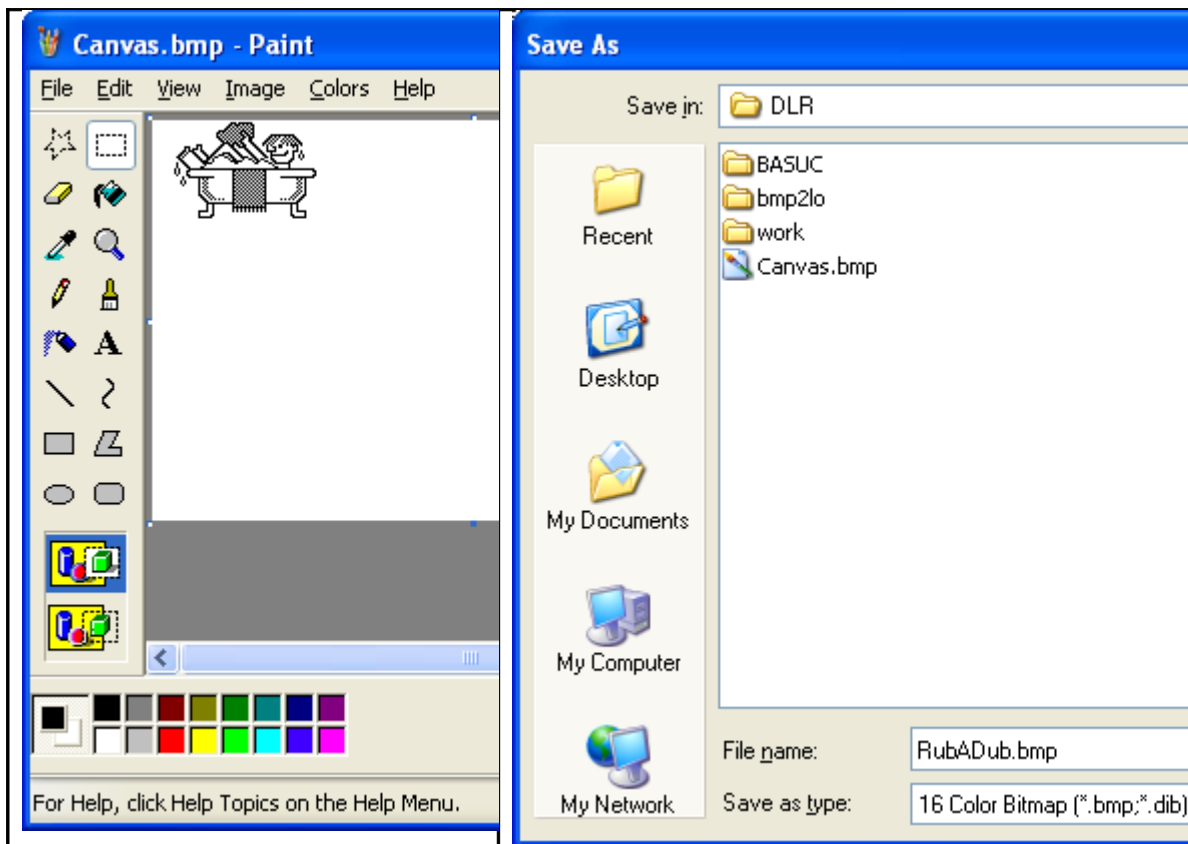 Canvas.bmp - Paint
File Edit View Image Colors Help
A
For Help, click Help Topics on the Help Menu.
Save As
Save in: DLR
Recent
Desktop
My Documents
My Computer
My Network
BASUC
bmp2lo
work
Canvas.bmp
File name: RubADub.bmp
Save as type: 16 Color Bitmap (*.bmp;*.dib)